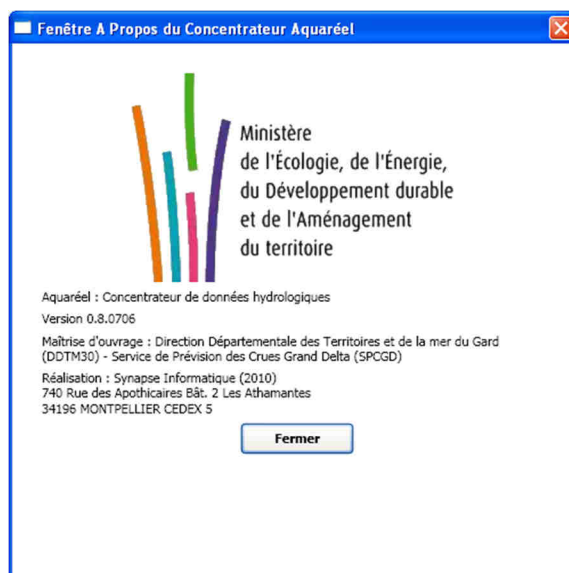 Fenêtre A Propos du Concentrateur Aquaréel
Ministère
de l'Écologie, de l'Énergie,
du Développement durable
et de l'Aménagement
du territoire
Aquaréel : Concentrateur de données hydrologiques
Version 0.8.0706
Maîtrise d'ouvrage : Direction Départementale des Territoires et de la mer du Gard
(DDTM30) - Service de Prévision des Crues Grand Delta (SPCGD)
Réalisation : Synapse Informatique (2010)
740 Rue des Apothicaires Bât. 2 Les Athamantes
34196 MONTPELLIER CEDEX 5
Fermer